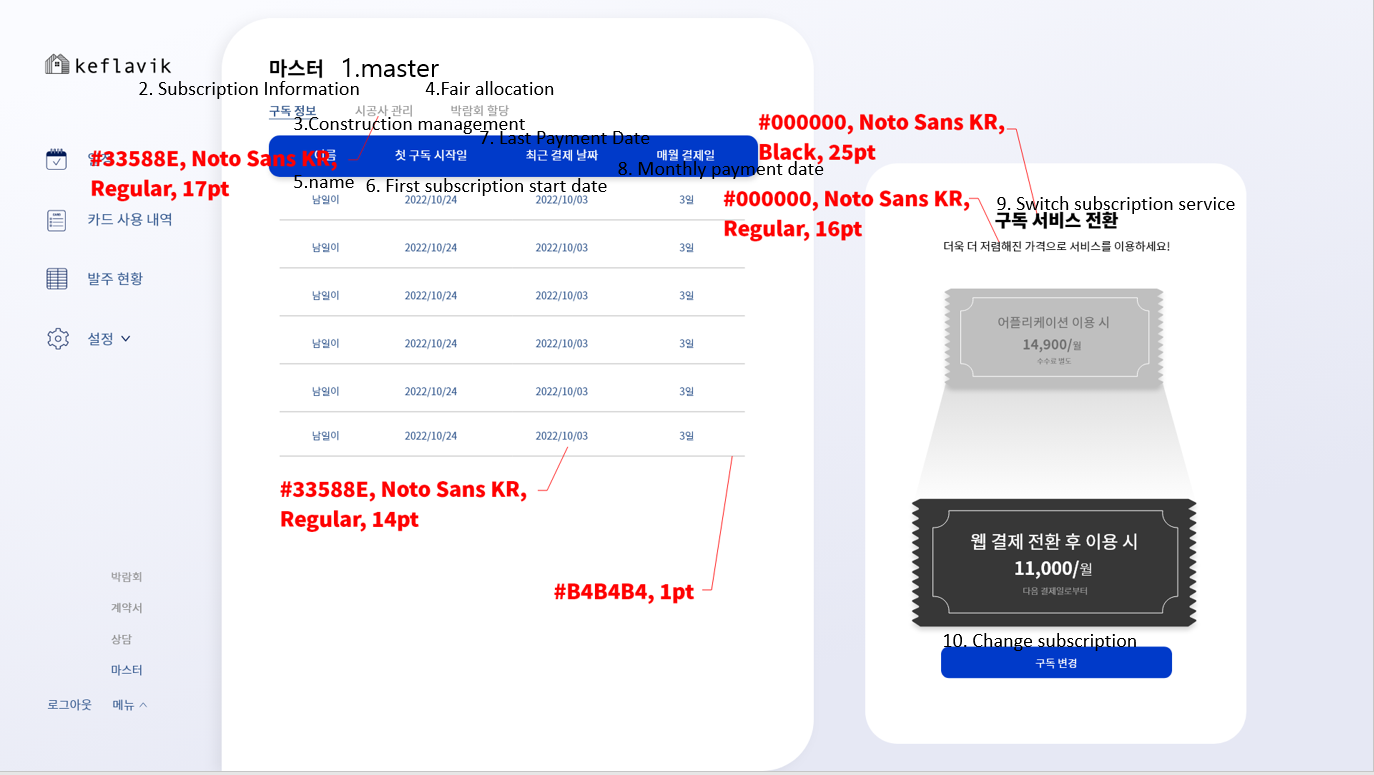 keflavik
마스터 1.master
2. Subscription Information
4.Fair allocation
구독 정보
시공사 관리
박람회 할당
3.Construction management
7. Last Payment Date
#33588E, Noto Sans KR,
Regular, 17pt
첫 구독 시작일
최근 결제 날짜
매월 결제일
8. Monthly payment date
5.name
6. First subscription start date
남일이 2022/10/24 2022/10/03 3일
남일이 2022/10/24 2022/10/03 3일
남일이 2022/10/24 2022/10/03 3일
남일이 2022/10/24 2022/10/03 3일
남일이 2022/10/24 2022/10/03 3일
남일이 2022/10/24 2022/10/03 3일
#33588E, Noto Sans KR,
Regular, 14pt
#B4B4B4, 1pt
카드 사용 내역
발주 현황
설정
박람회
계약서
상담
마스터
로그아웃 메뉴
#000000, Noto Sans KR,
Black, 25pt
#000000, Noto Sans KR,
Regular, 16pt
9. Switch subscription service
구독 서비스 전환
더욱 더 저렴해진 가격으로 서비스를 이용하세요!
어플리케이션 이용 시
14,900/월
수수료 별도
웹 결제 전환 후 이용 시
11,000/월
다음 결제일로부터
10. Change subscription
구독 변경